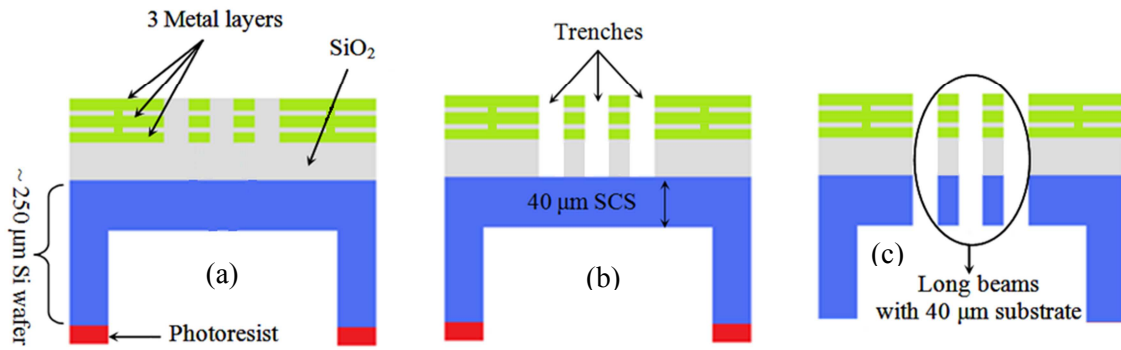 3 Metal layers
SiO₂
~ 250 μm Si wafer
(a)
Photoresist
Trenches
40 μm SCS
(b)
(c)
Long beams
with 40 μm substrate